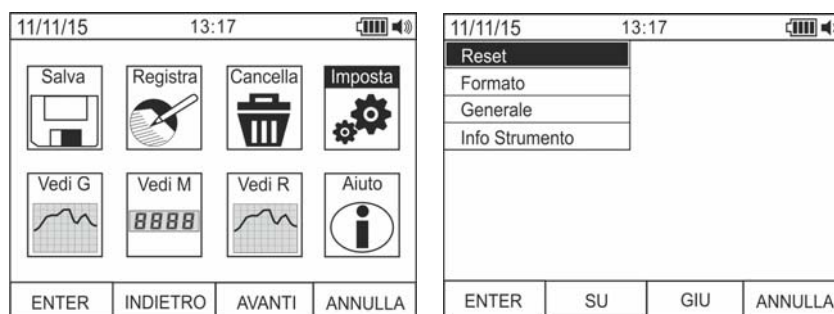 11/11/15 13:17
Salva Registra Cancella Imposta
Vedi G Vedi M Vedi R Aiuto
8888
ENTER INDIETRO AVANTI ANNULLA
11/11/15 13:17
Reset
Formato
Generale
Info Strumento
ENTER SU GIU ANNULLA